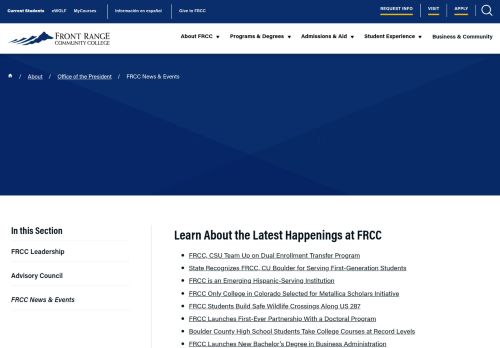 Current Students eWOLF MyCourses Información en español Give to FRCC REQUEST INFO VISIT APPLY
FRONT RANGE
COMMUNITY COLLEGE
About FRCC Programs & Degrees Admissions & Aid Student Experience Business & Community
/ About / Office of the President / FRCC News & Events
In this Section
FRCC Leadership
Advisory Council
FRCC News & Events
Learn About the Latest Happenings at FRCC
FRCC, CSU Team Up on Dual Enrollment Transfer Program
State Recognizes FRCC, CU Boulder for Serving First-Generation Students
FRCC is an Emerging Hispanic-Serving Institution
FRCC Only College in Colorado Selected for Metallica Scholars Initiative
FRCC Students Build Safe Wildlife Crossings Along US 287
FRCC Launches First-Ever Partnership With a Doctoral Program
Boulder County High School Students Take College Courses at Record Levels
FRCC Launches New Bachelor's Degree in Business Administration